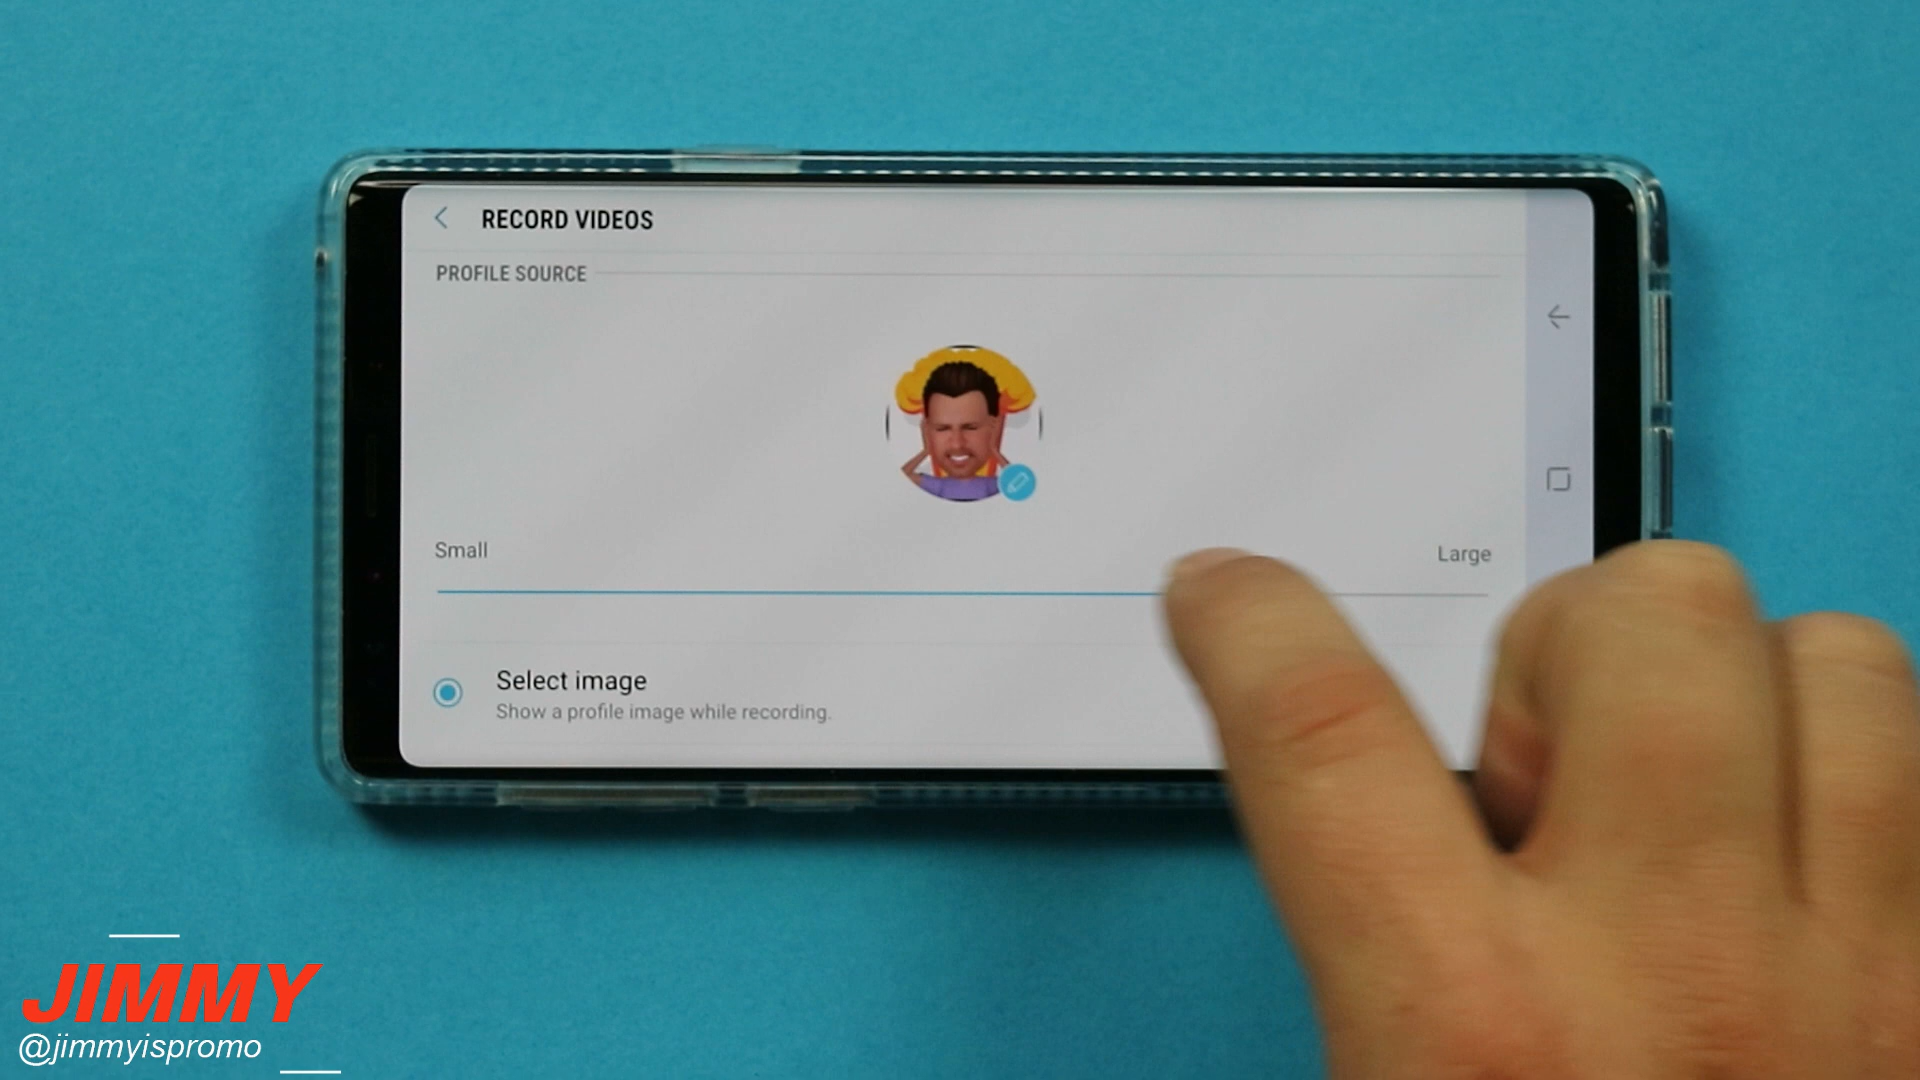 RECORD VIDEOS
PROFILE SOURCE
Small
Large
Select image
Show a profile image while recording.
JIMMY
@jimmyispromo